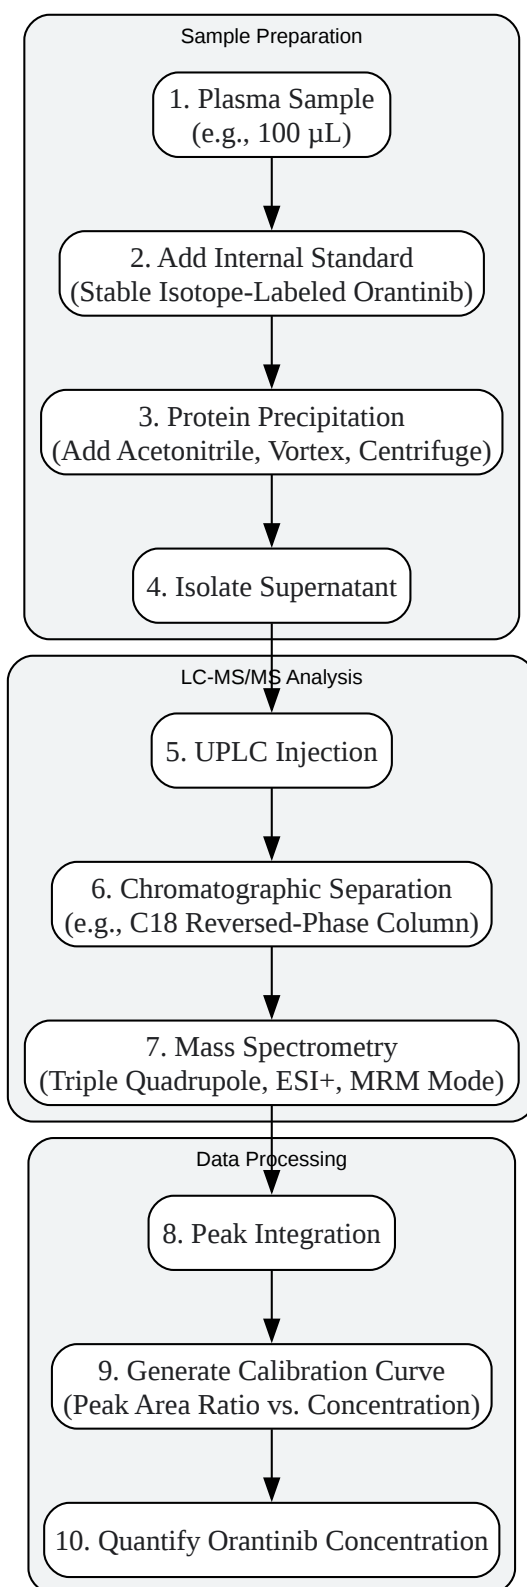 Sample Preparation
1. Plasma Sample
(e.g., 100 µL)
2. Add Internal Standard
(Stable Isotope-Labeled Orantinib)
3. Protein Precipitation
(Add Acetonitrile, Vortex, Centrifuge)
4. Isolate Supernatant
LC-MS/MS Analysis
5. UPLC Injection
6. Chromatographic Separation
(e.g., C18 Reversed-Phase Column)
7. Mass Spectrometry
(Triple Quadrupole, ESI+, MRM Mode)
Data Processing
8. Peak Integration
9. Generate Calibration Curve
(Peak Area Ratio vs. Concentration)
10. Quantify Orantinib Concentration